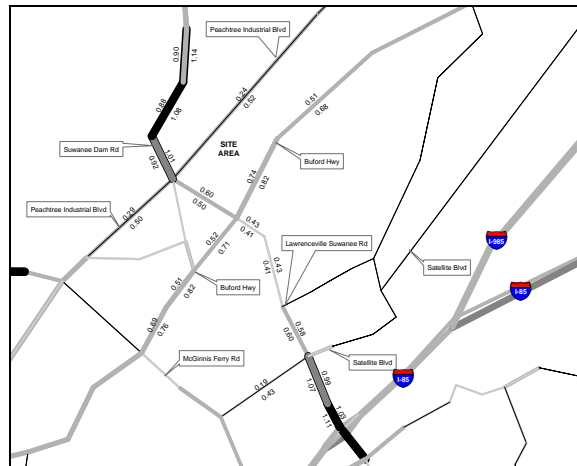 Peachtree Industrial Blvd
0.90
1.14
0.88
1.08
0.24
0.52
0.51
0.68
Suwanee Dam Rd
1.01
0.92
SITE
AREA
Buford Hwy
0.74
0.82
0.60
0.50
Peachtree Industrial Blvd
0.29
0.50
0.43
0.41
0.52
0.71
Lawrenceville Suwanee Rd
I-985
0.43
0.41
Satellite Blvd
Buford Hwy
0.51
0.82
I-85
0.69
0.76
0.58
0.60
McGinnis Ferry Rd
Satellite Blvd
I-85
0.19
0.43
0.99
1.07
1.03
1.11